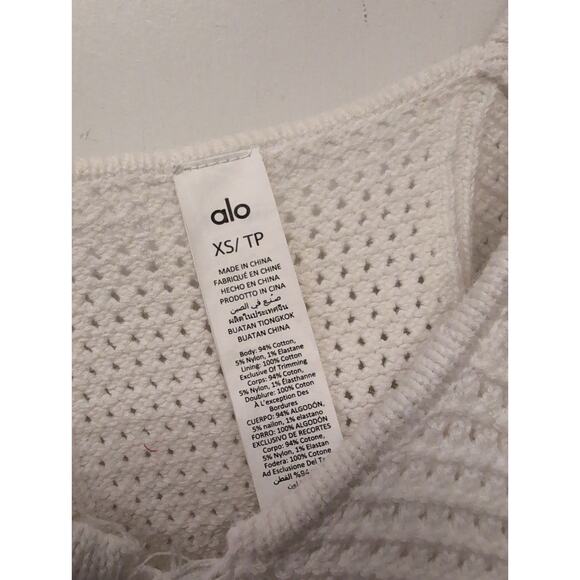 alo
XS/ TP
MADE IN CHINA
FABRIQUÉ EN CHINE
HECHO EN CHINA
PRODOTTO IN CINA
صنع في الصين
ผลิตในประเทศจีน
BUATAN TIONGKOK
BUATAN CHINA
Body: 94% Cotton,
5% Nylon, 1% Elastane
Lining: 100% Cotton
Exclusive Of Trimming
Corps: 94% Coton,
5% Nylon, 1% Élasthanne
Doublure: 100% Coton
À L'exception Des
Bordures
CUERPO: 94% ALGODÓN,
5% nailon, 1% elastano
FORRO: 100% ALGODÓN
EXCLUSIVO DE RECORTES
Corpo: 94% Cotone,
5% Nylon, 1% Elastane
Fodera: 100% Cotone
Ad Esclusione Del
%94 القطن